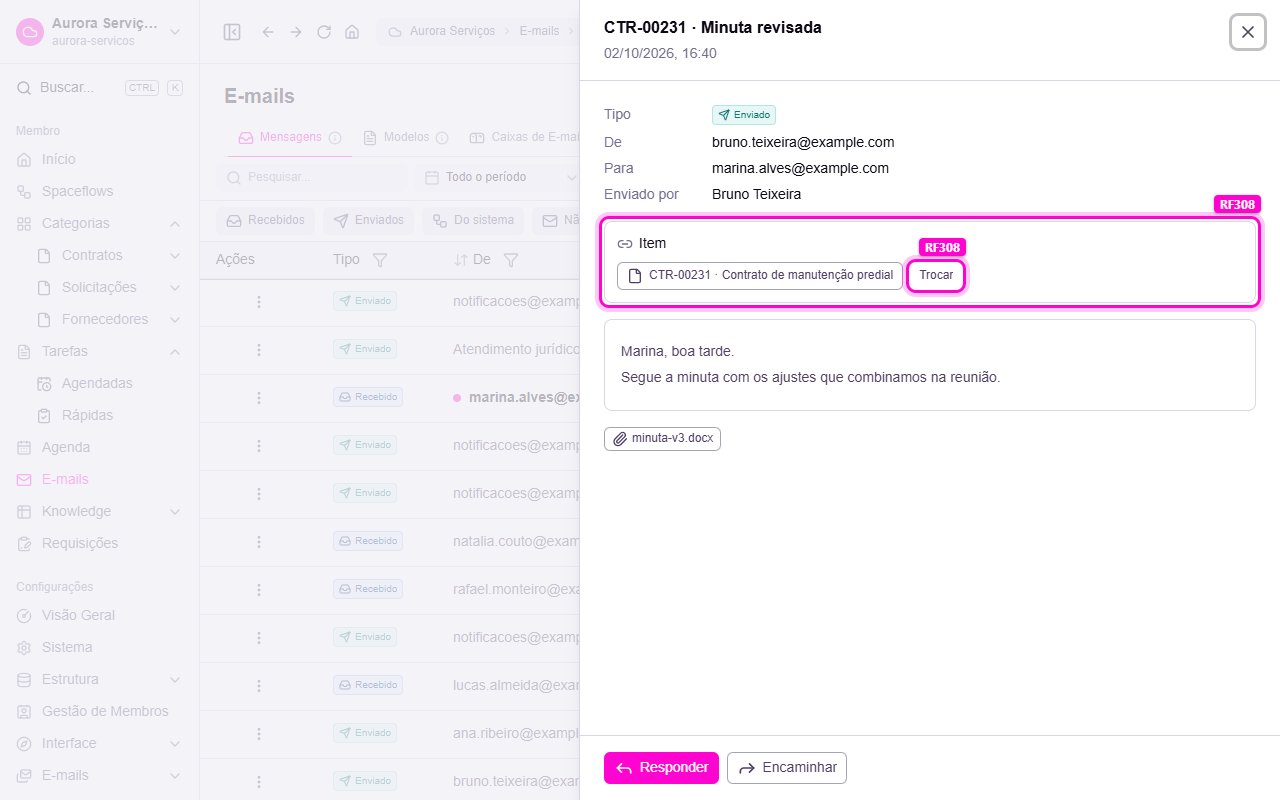 Aurora Serviç...
aurora-servicos
Buscar... CTRL K
Membro
Início
Spaceflows
Categorias
Contratos
Solicitações
Fornecedores
Tarefas
Agendadas
Rápidas
Agenda
E-mails
Knowledge
Requisições
Configurações
Visão Geral
Sistema
Estrutura
Gestão de Membros
Interface
E-mails
Aurora Serviços > E-mails >
E-mails
Mensagens Modelos Caixas de E-mai
Pesquisar... Todo o período
Recebidos Enviados Do sistema Nã
Ações Tipo De
Enviado notificacoes@examp
Enviado Atendimento jurídico
Recebido marina.alves@ex
Enviado notificacoes@examp
Enviado notificacoes@examp
Recebido natalia.couto@exam
Recebido rafael.monteiro@exa
Enviado notificacoes@examp
Recebido lucas.almeida@exam
Enviado ana.ribeiro@exampl
Enviado bruno.teixeira@exam
CTR-00231 · Minuta revisada
02/10/2026, 16:40
Tipo Enviado
De bruno.teixeira@example.com
Para marina.alves@example.com
Enviado por Bruno Teixeira
RF308
Item
RF308
CTR-00231 · Contrato de manutenção predial Trocar
Marina, boa tarde.
Segue a minuta com os ajustes que combinamos na reunião.
minuta-v3.docx
Responder Encaminhar